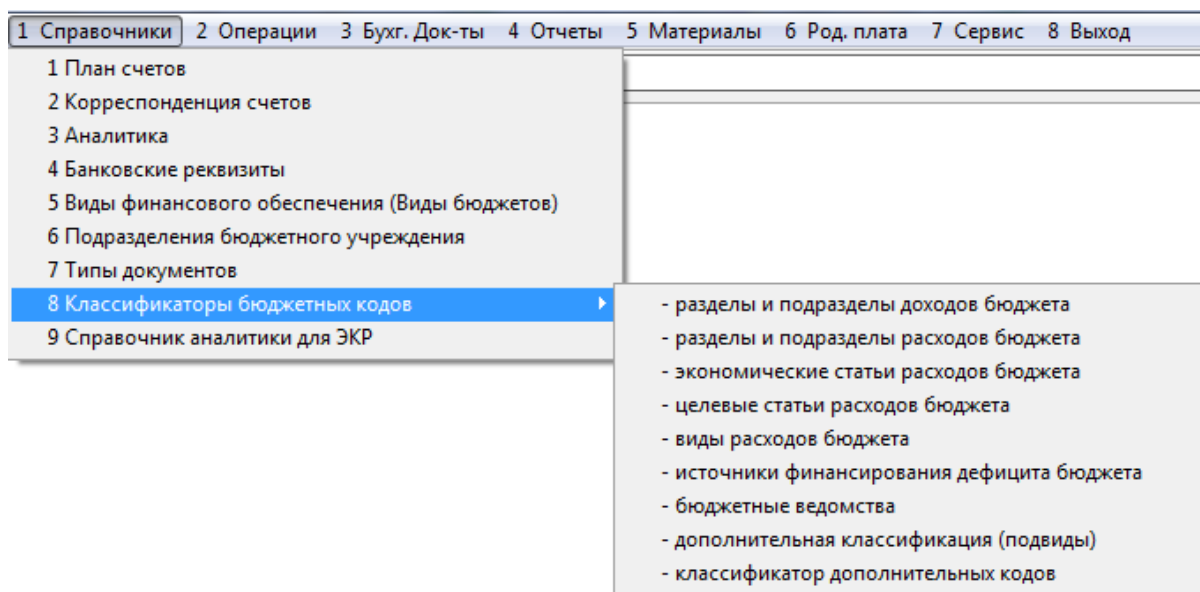 1 Справочники 2 Операции 3 Бухг. Док-ты 4 Отчеты 5 Материалы 6 Род. плата 7 Сервис 8 Выход
1 План счетов
2 Корреспонденция счетов
3 Аналитика
4 Банковские реквизиты
5 Виды финансового обеспечения (Виды бюджетов)
6 Подразделения бюджетного учреждения
7 Типы документов
8 Классификаторы бюджетных кодов
9 Справочник аналитики для ЭКР
- разделы и подразделы доходов бюджета
- разделы и подразделы расходов бюджета
- экономические статьи расходов бюджета
- целевые статьи расходов бюджета
- виды расходов бюджета
- источники финансирования дефицита бюджета
- бюджетные ведомства
- дополнительная классификация (подвиды)
- классификатор дополнительных кодов